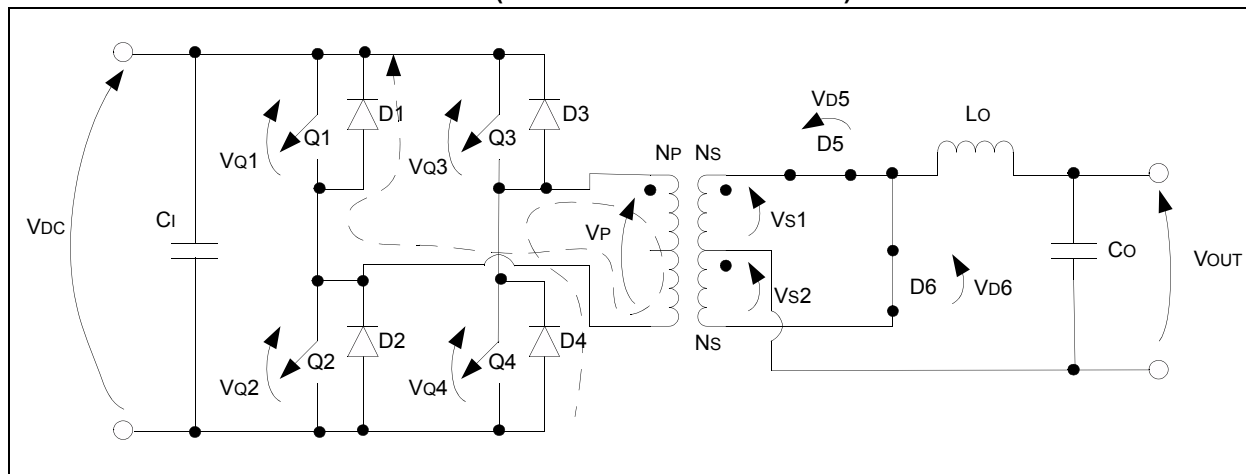 VDC
CI
VQ1
Q1
D1
VQ3
Q3
D3
VQ2
Q2
D2
VQ4
Q4
D4
NP
NS
VP
VS1
VS2
NS
VD5
D5
LO
D6
VD6
CO
VOUT